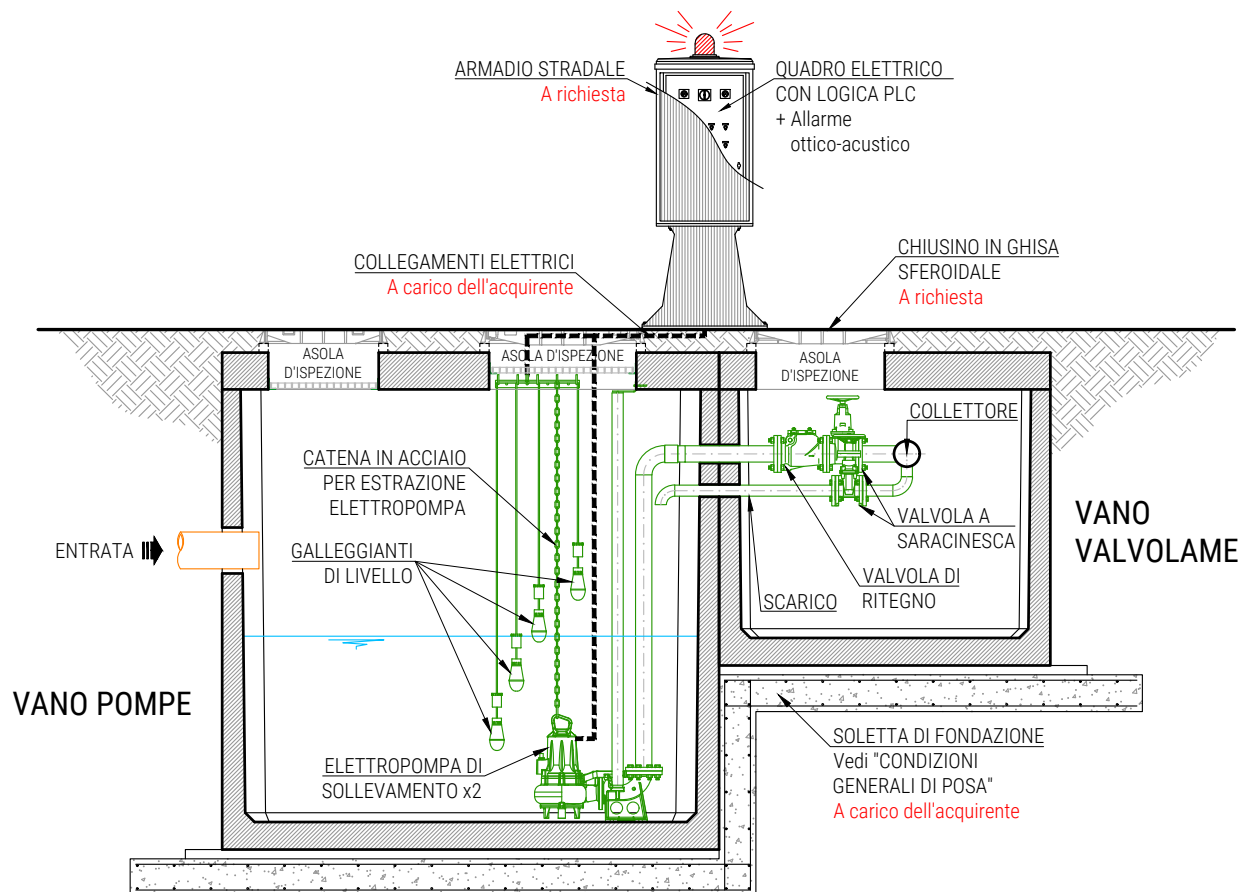 ARMADIO STRADALE
A richiesta
QUADRO ELETTRICO
CON LOGICA PLC
+ Allarme
ottico-acustico
COLLEGAMENTI ELETTRICI
A carico dell'acquirente
CHIUSINO IN GHISA
SFEROIDALE
A richiesta
ASOLA
D'ISPEZIONE
ASOLA D'ISPEZIONE
ASOLA
D'ISPEZIONE
COLLETTORE
CATENA IN ACCIAIO
PER ESTRAZIONE
ELETTROPOMPA
ENTRATA
GALLEGGIANTI
DI LIVELLO
VALVOLA A
SARACINESCA
VALVOLA DI
RITEGNO
SCARICO
VANO
VALVOLAME
VANO POMPE
ELETTROPOMPA DI
SOLLEVAMENTO x2
SOLETTA DI FONDAZIONE
Vedi "CONDIZIONI
GENERALI DI POSA"
A carico dell'acquirente